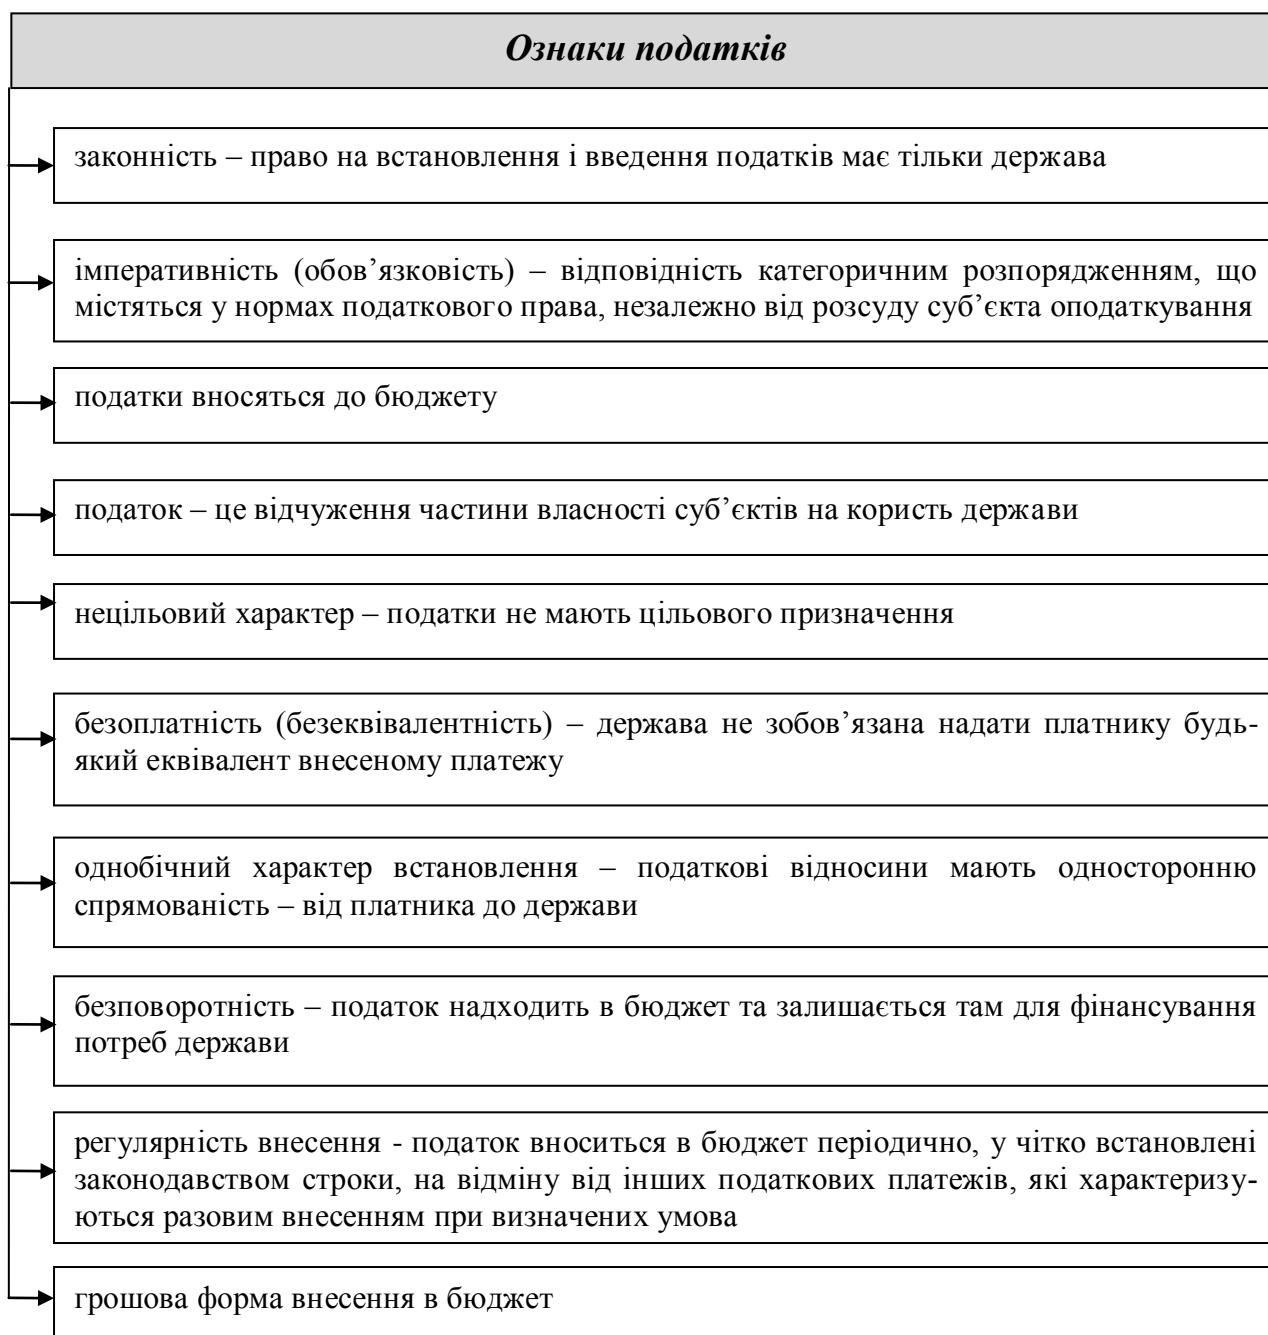 Ознаки податків
законність – право на встановлення і введення податків має тільки держава
імперативність (обов’язковість) – відповідність категоричним розпорядженням, що
містяться у нормах податкового права, незалежно від розсуду суб’єкта оподаткування
податки вносяться до бюджету
податок – це відчуження частини власності суб’єктів на користь держави
нецільовий характер – податки не мають цільового призначення
безоплатність (безеквівалентність) – держава не зобов’язана надати платнику будь-
який еквівалент внесеному платежу
однобічний характер встановлення – податкові відносини мають односторонню
спрямованість – від платника до держави
безповоротність – податок надходить в бюджет та залишається там для фінансування
потреб держави
регулярність внесення - податок вноситься в бюджет періодично, у чітко встановлені
законодавством строки, на відміну від інших податкових платежів, які характеризу-
ються разовим внесенням при визначених умова
грошова форма внесення в бюджет